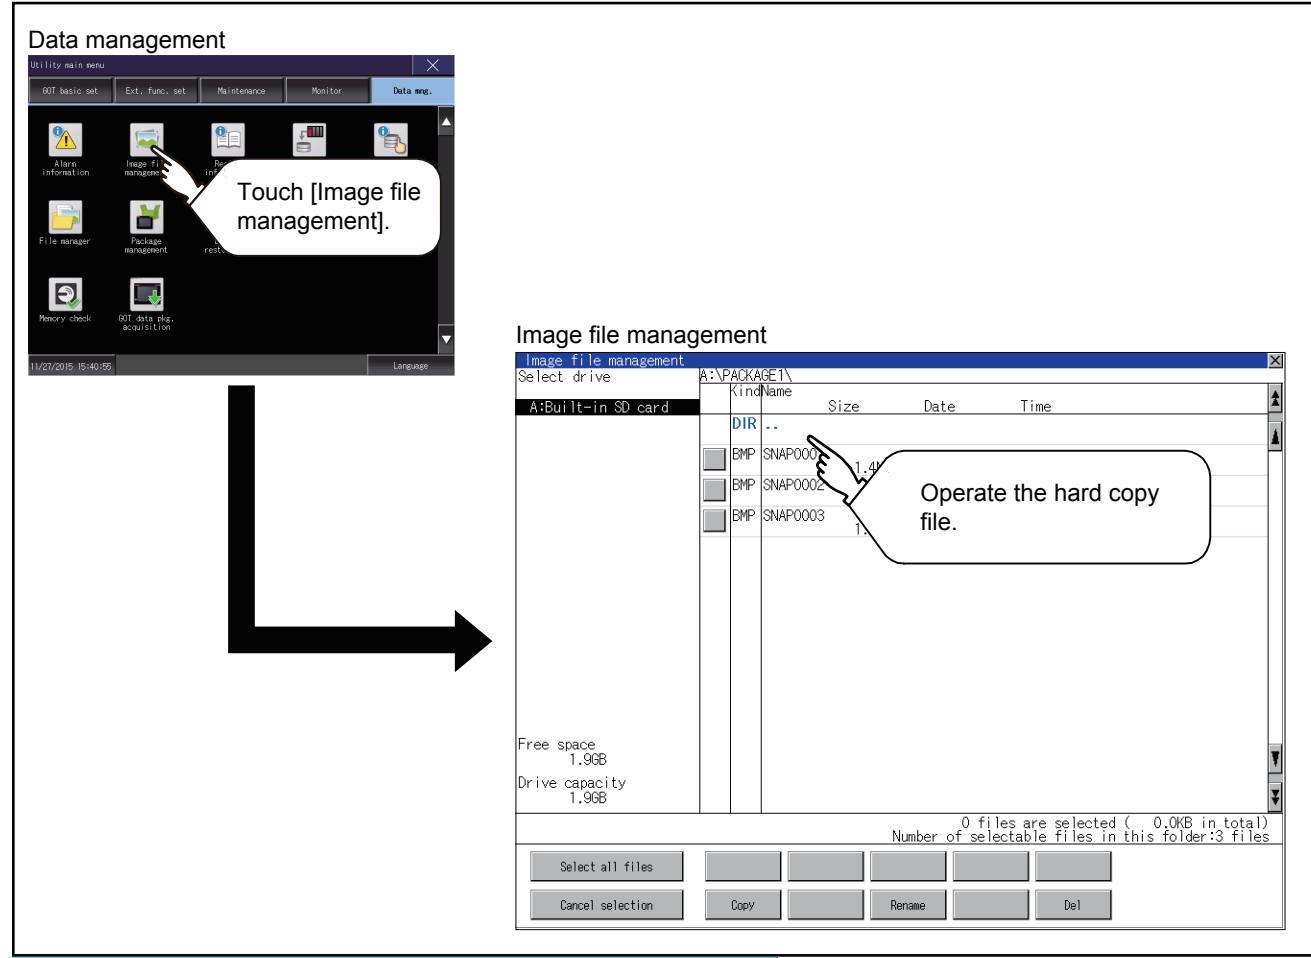 Data management
Utility main menu
GOT basic set
Ext. func. set
Maintenance
Monitor
Data mng.
Alarm
information
Image
management
File manager
Package
management
Memory check
GOT data pkg.
acquisition
Touch [Image file
management].
11/27/2015 15:40:55
Language
Image file management
Image file management
Select drive
A:\PACKAGE1\
A:Built-in SD card
Kind Name
Size Date Time
DIR ..
BMP SNAP0001
BMP SNAP0002
BMP SNAP0003
Operate the hard copy
file.
Free space
1.9GB
Drive capacity
1.9GB
0 files are selected ( 0.0KB in total)
Number of selectable files in this folder:3 files
Select all files
Cancel selection
Copy
Rename
Del